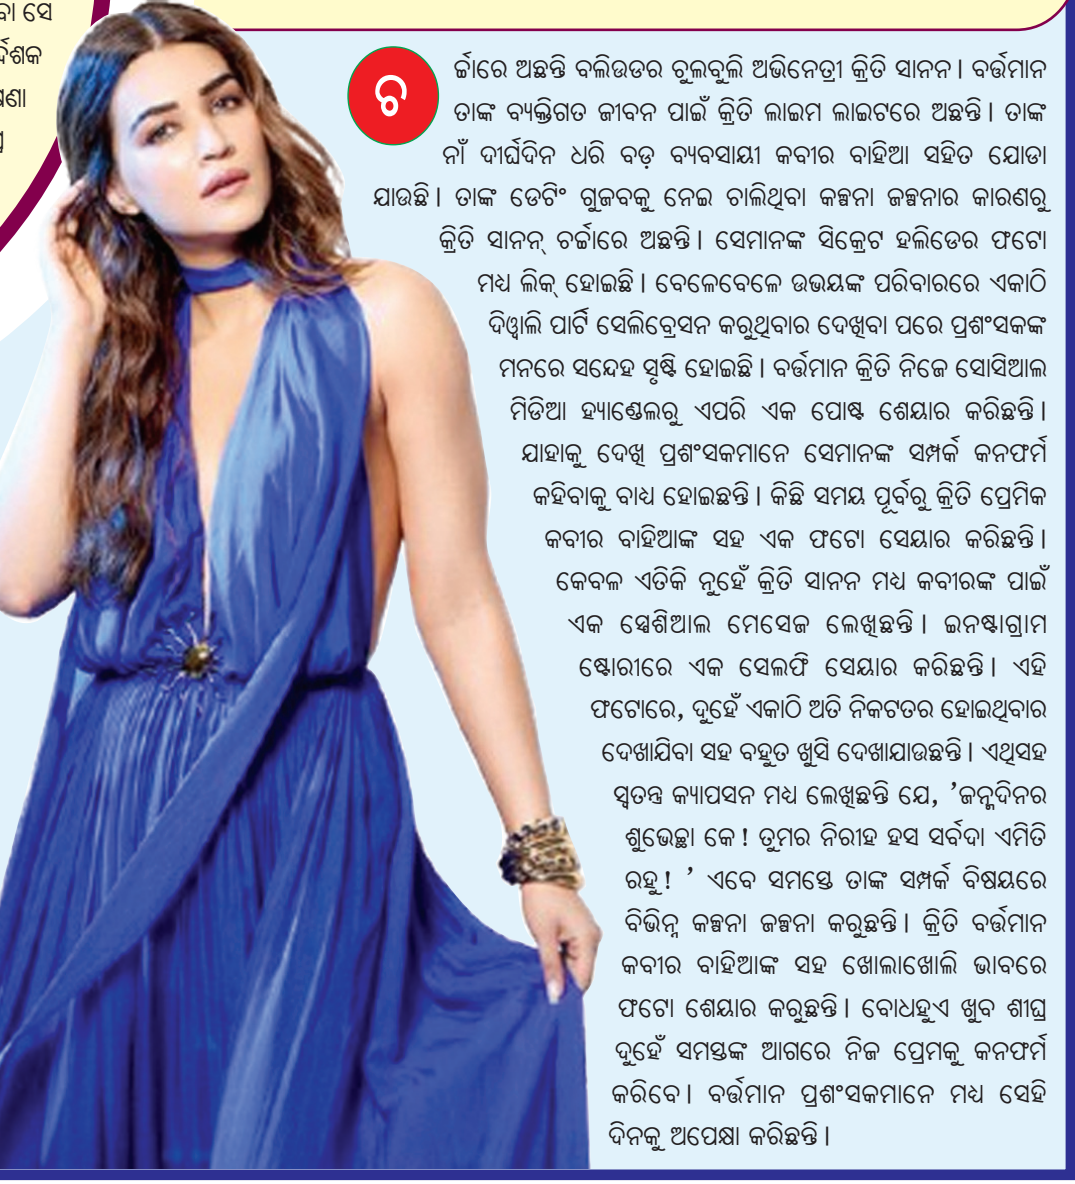 ବା ସେ
ର୍ଦ୍ଦେଶକ
ଷଣା
ଚ
ର୍ଚ୍ଚାରେ ଅଛନ୍ତି ବଲିଉଡର ଚୁଲବୁଲି ଅଭିନେତ୍ରୀ କ୍ରିତି ସାନନ। ବର୍ତ୍ତମାନ
ତାଙ୍କ ବ୍ୟକ୍ତିଗତ ଜୀବନ ପାଇଁ କ୍ରିତି ଲାଇମ ଲାଇଟରେ ଅଛନ୍ତି। ତାଙ୍କ
ନାଁ ଦୀର୍ଘଦିନ ଧରି ବଡ଼ ବ୍ୟବସାୟୀ କବୀର ବାହିଆ ସହିତ ଯୋଡା
ଯାଉଛି। ତାଙ୍କ ଡେଟିଂ ଗୁଜବକୁ ନେଇ ଚାଲିଥିବା କଳ୍ପନା ଜଳ୍ପନାର କାରଣରୁ
କ୍ରିତି ସାନନ୍ ଚର୍ଚ୍ଚାରେ ଅଛନ୍ତି। ସେମାନଙ୍କ ସିକ୍ରେଟ ହଲିଡେର ଫଟୋ
ମଧ୍ୟ ଲିକ୍ ହୋଇଛି। ବେଳେବେଳେ ଉଭୟଙ୍କ ପରିବାରରେ ଏକାଠି
ଦିଓ୍ବାଲି ପାର୍ଟି ସେଲିବ୍ରେସନ କରୁଥିବାର ଦେଖିବା ପରେ ପ୍ରଶଂସକଙ୍କ
ମନରେ ସନ୍ଦେହ ସୃଷ୍ଟି ହୋଇଛି। ବର୍ତ୍ତମାନ କ୍ରିତି ନିଜେ ସୋସିଆଲ
ମିଡିଆ ହ୍ୟାଣ୍ଡେଲରୁ ଏପରି ଏକ ପୋଷ୍ଟ ଶେୟାର କରିଛନ୍ତି।
ଯାହାକୁ ଦେଖି ପ୍ରଶଂସକମାନେ ସେମାନଙ୍କ ସମ୍ପର୍କ କନଫର୍ମ
କହିବାକୁ ବାଧ୍ୟ ହୋଇଛନ୍ତି। କିଛି ସମୟ ପୂର୍ବରୁ କ୍ରିତି ପ୍ରେମିକ
କବୀର ବାହିଆଙ୍କ ସହ ଏକ ଫଟୋ ସେୟାର କରିଛନ୍ତି।
କେବଳ ଏତିକି ନୁହେଁ କ୍ରିତି ସାନନ ମଧ୍ୟ କବୀରଙ୍କ ପାଇଁ
ଏକ ସ୍ପେଶିଆଲ ମେସେଜ ଲେଖିଛନ୍ତି। ଇନଷ୍ଟାଗ୍ରାମ
ଷ୍ଟୋରୀରେ ଏକ ସେଲଫି ସେୟାର କରିଛନ୍ତି। ଏହି
ଫଟୋରେ, ଦୁହେଁ ଏକାଠି ଅତି ନିକଟତର ହୋଇଥିବାର
ଦେଖାଯିବା ସହ ବହୁତ ଖୁସି ଦେଖାଯାଉଛନ୍ତି। ଏଥିସହ
ସ୍ବତନ୍ତ୍ର କ୍ୟାପସନ ମଧ୍ୟ ଲେଖିଛନ୍ତି ଯେ, ’ଜନ୍ମଦିନର
ଶୁଭେଚ୍ଛା କେ! ତୁମର ନିରୀହ ହସ ସର୍ବଦା ଏମିତି
ରହୁ! ’ ଏବେ ସମସ୍ତେ ତାଙ୍କ ସମ୍ପର୍କ ବିଷୟରେ
ବିଭିନ୍ନ କଳ୍ପନା ଜଳ୍ପନା କରୁଛନ୍ତି। କ୍ରିତି ବର୍ତ୍ତମାନ
କବୀର ବାହିଆଙ୍କ ସହ ଖୋଲାଖୋଲି ଭାବରେ
ଫଟୋ ଶେୟାର କରୁଛନ୍ତି। ବୋଧହୁଏ ଖୁବ ଶୀଘ୍ର
ଦୁହେଁ ସମସ୍ତଙ୍କ ଆଗରେ ନିଜ ପ୍ରେମକୁ କନଫର୍ମ
କରିବେ। ବର୍ତ୍ତମାନ ପ୍ରଶଂସକମାନେ ମଧ୍ୟ ସେହି
ଦିନକୁ ଅପେକ୍ଷା କରିଛନ୍ତି।